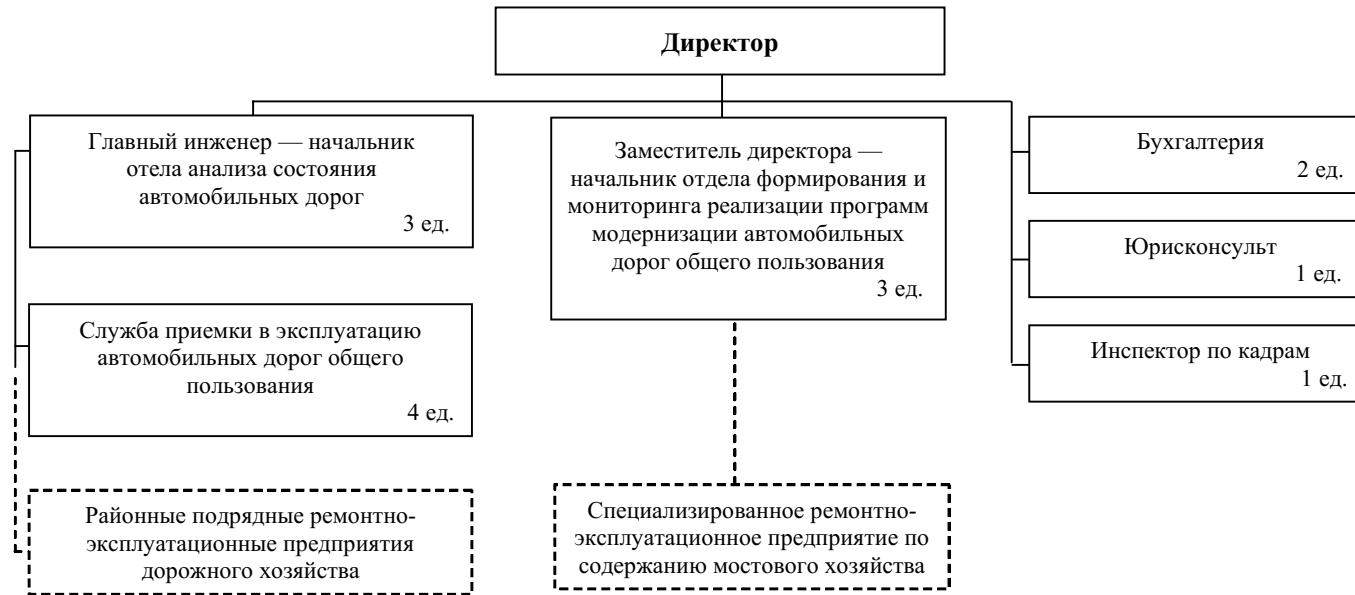 Директор
Главный инженер — начальник
отела анализа состояния
автомобильных дорог
3 ед.
Заместитель директора —
начальник отдела формирования и
мониторинга реализации программ
модернизации автомобильных
дорог общего пользования
3 ед.
Бухгалтерия
2 ед.
Юрисконсульт
1 ед.
Инспектор по кадрам
1 ед.
Служба приемки в эксплуатацию
автомобильных дорог общего
пользования
4 ед.
Районные подрядные ремонтно-
эксплуатационные предприятия
дорожного хозяйства
Специализированное ремонтно-
эксплуатационное предприятие по
содержанию мостового хозяйства